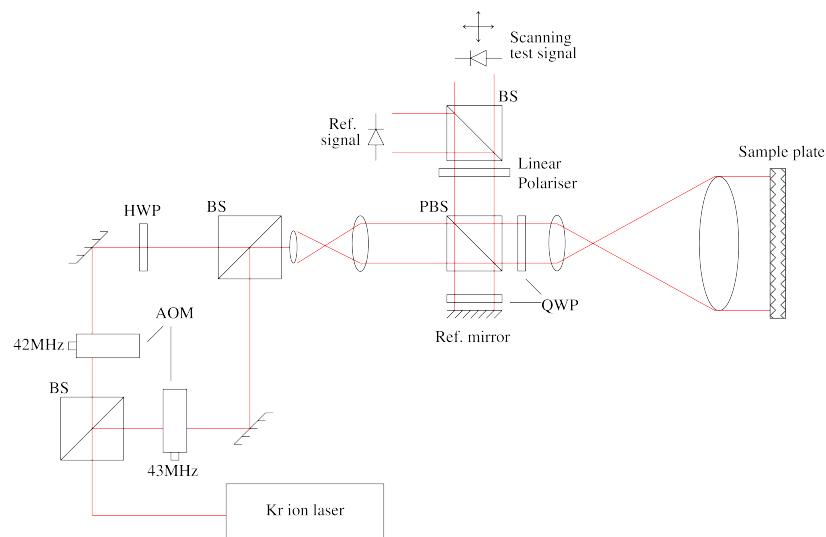 Scanning
test signal
BS
Ref.
signal
Linear
Polariser
Sample plate
HWP
BS
PBS
QWP
AOM
Ref. mirror
42MHz
BS
43MHz
Kr ion laser